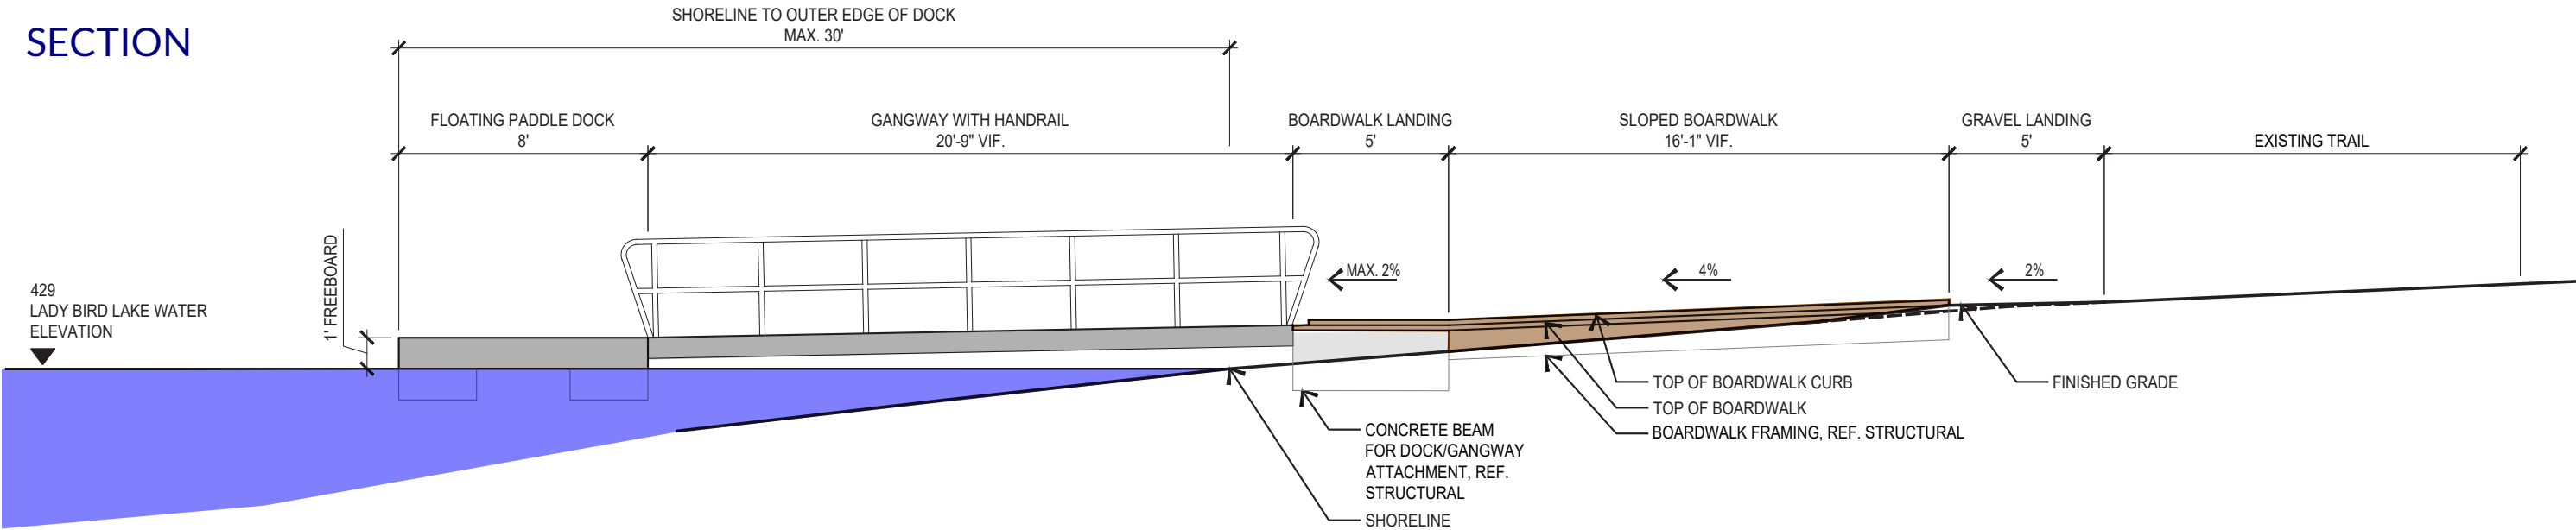 SECTION
SHORELINE TO OUTER EDGE OF DOCK
MAX. 30'
FLOATING PADDLE DOCK
8'
GANGWAY WITH HANDRAIL
20'-9" VIF.
BOARDWALK LANDING
5'
SLOPED BOARDWALK
16'-1" VIF.
GRAVEL LANDING
5'
EXISTING TRAIL
1' FREEBOARD
429
LADY BIRD LAKE WATER
ELEVATION
MAX. 2%
4%
2%
TOP OF BOARDWALK CURB
TOP OF BOARDWALK
BOARDWALK FRAMING, REF. STRUCTURAL
FINISHED GRADE
CONCRETE BEAM
FOR DOCK/GANGWAY
ATTACHMENT, REF.
STRUCTURAL
SHORELINE